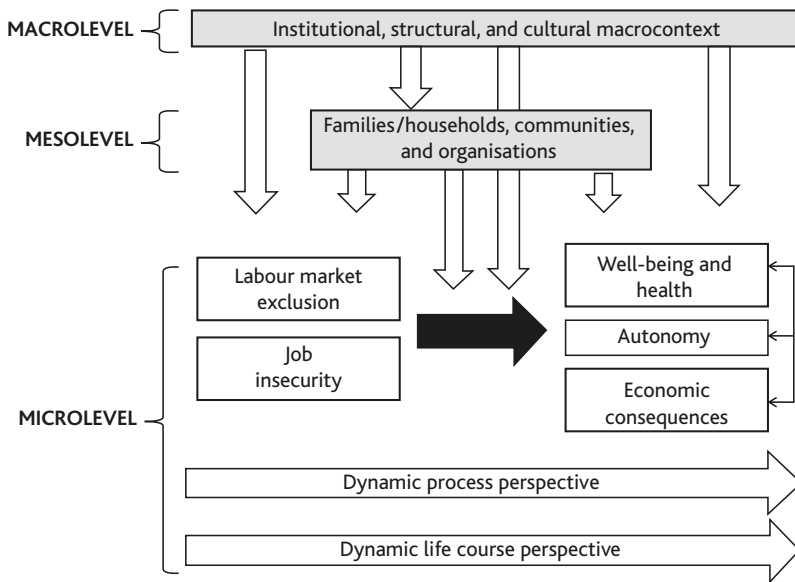 MACROLEVEL
Institutional, structural, and cultural macrocontext
MESOLEVEL
Families/households, communities,
and organisations
MICROLEVEL
Labour market
exclusion
Job
insecurity
Well-being and
health
Autonomy
Economic
consequences
Dynamic process perspective
Dynamic life course perspective